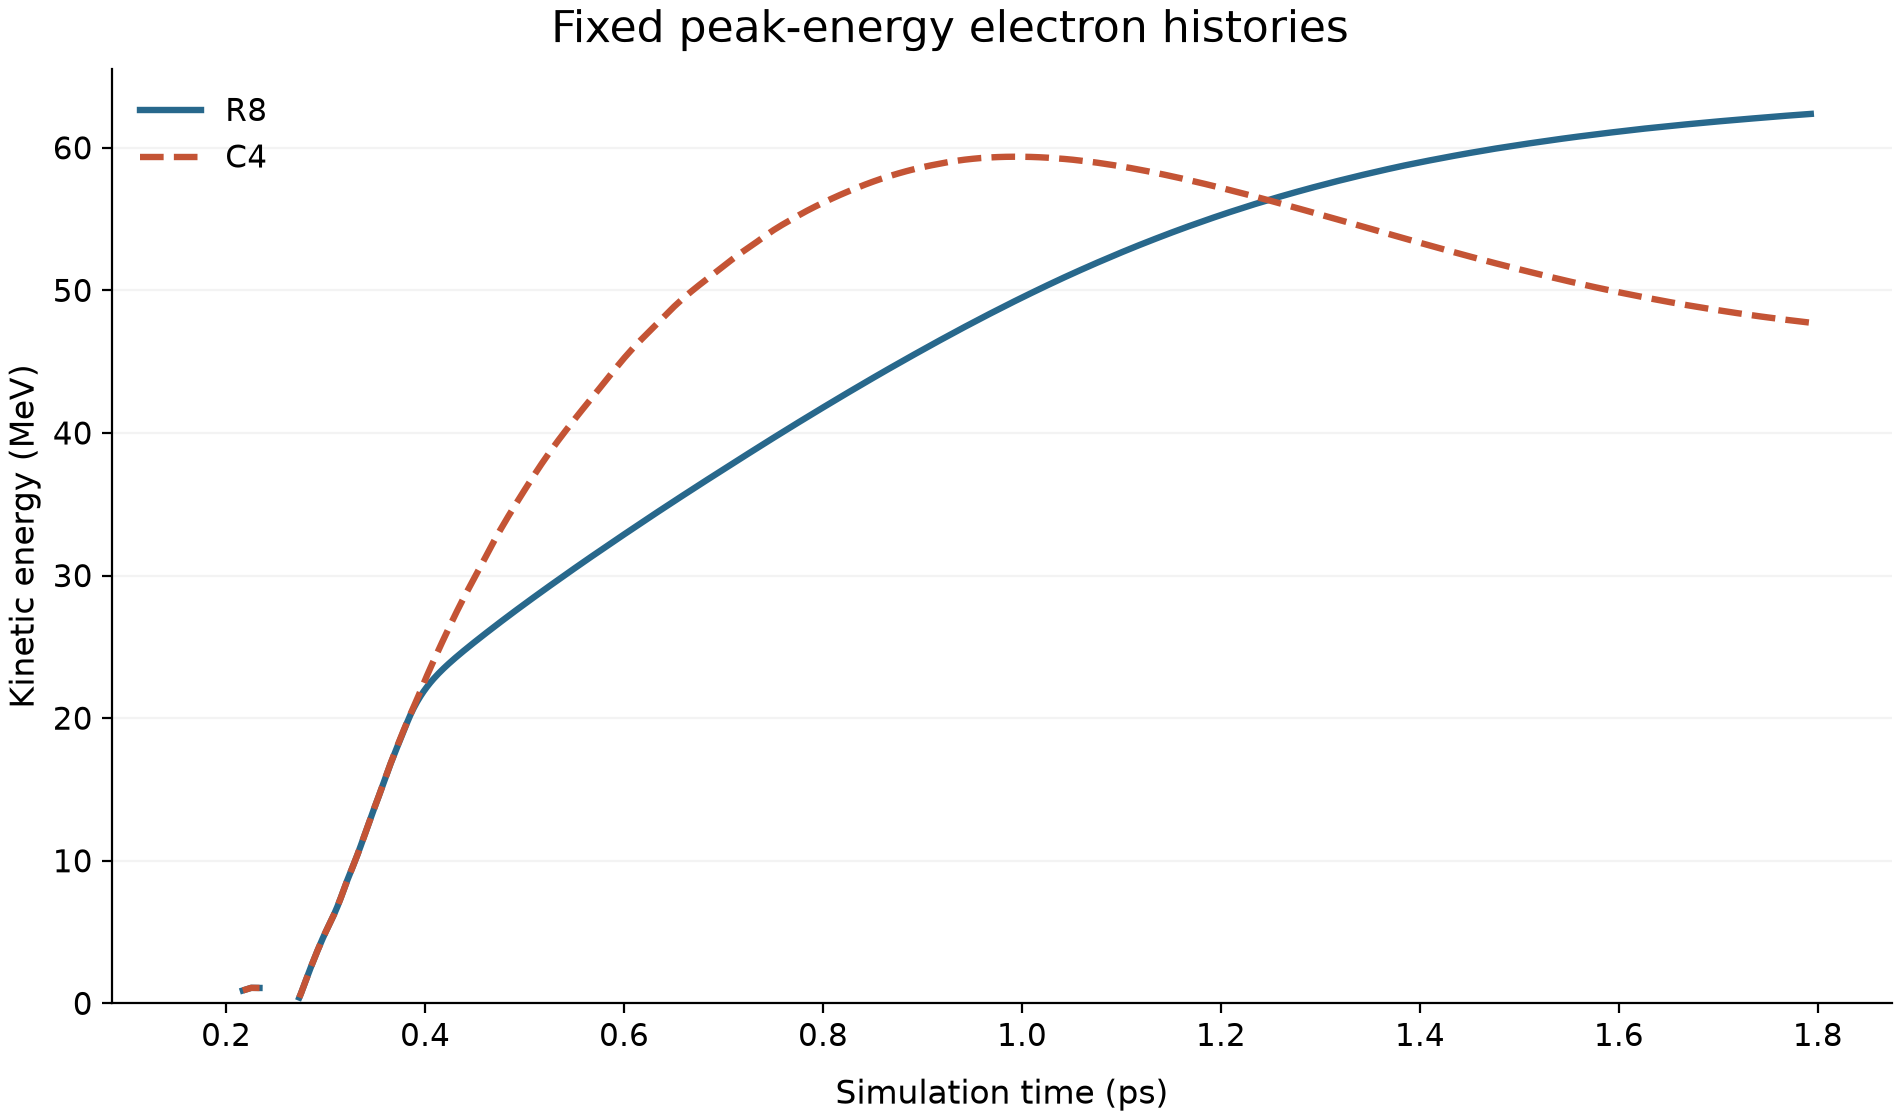 Fixed peak-energy electron histories
R8
C4
60
50
40
30
20
10
0
Kinetic energy (MeV)
0.2 0.4 0.6 0.8 1.0 1.2 1.4 1.6 1.8
Simulation time (ps)